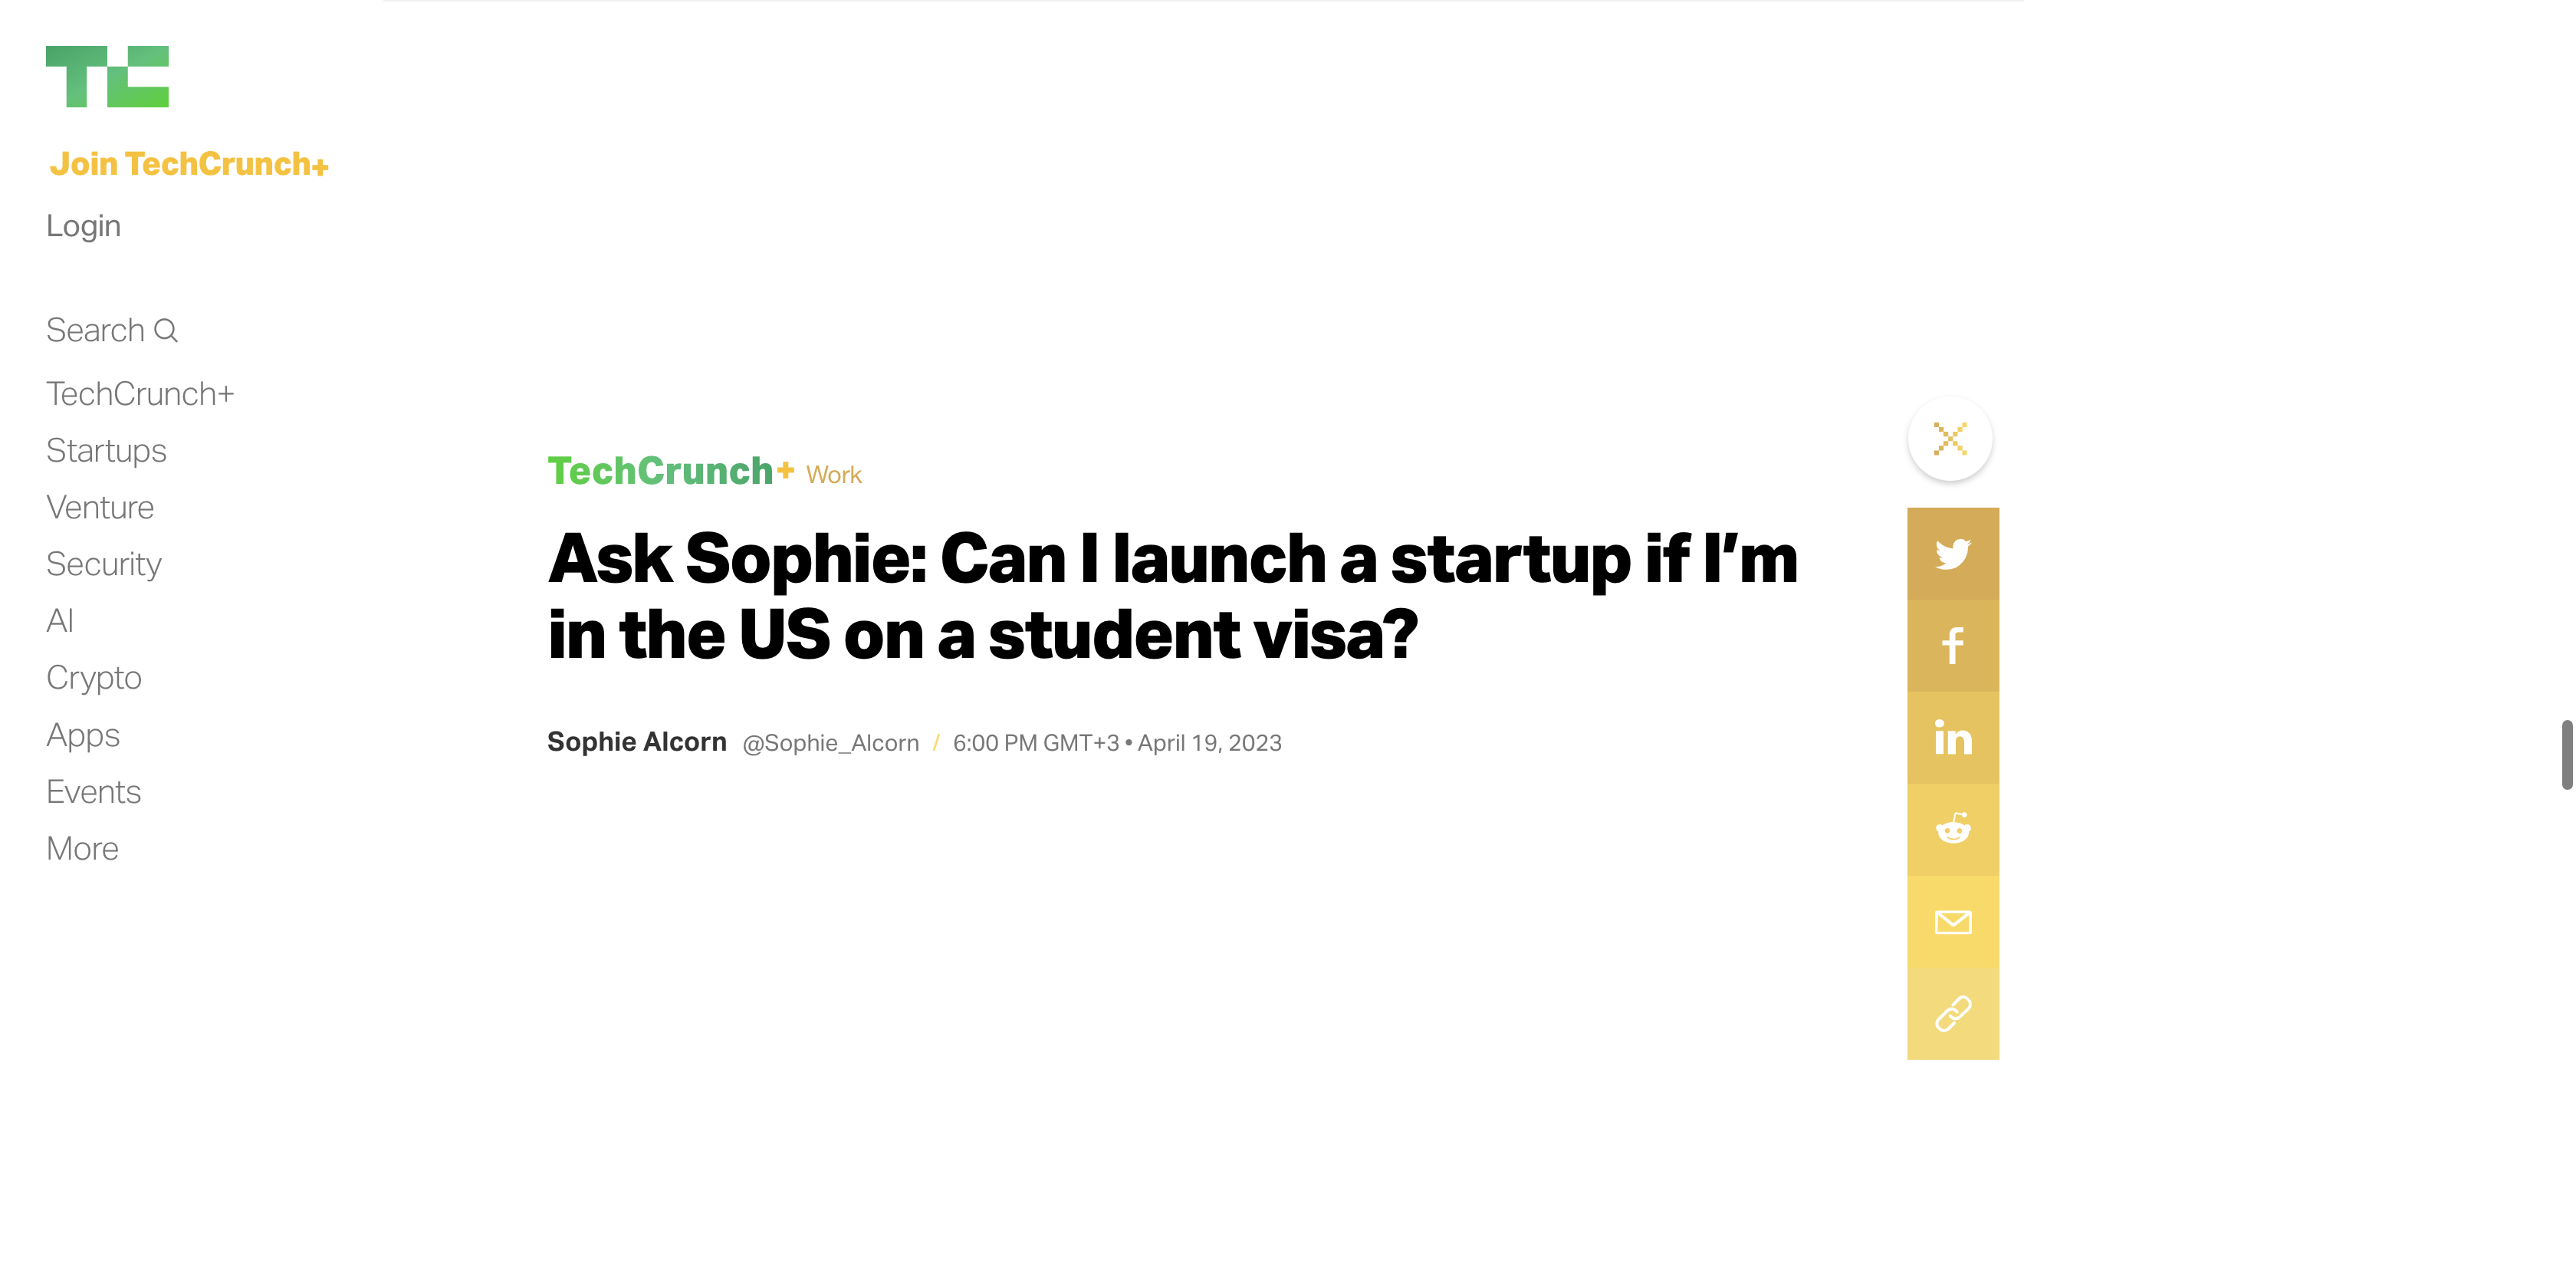 TC
Join TechCrunch+
Login
Search
TechCrunch+
Startups
Venture
Security
AI
Crypto
Apps
Events
More
TechCrunch+ Work
Ask Sophie: Can I launch a startup if I’m
in the US on a student visa?
Sophie Alcorn @Sophie_Alcorn / 6:00 PM GMT+3 • April 19, 2023
f
in